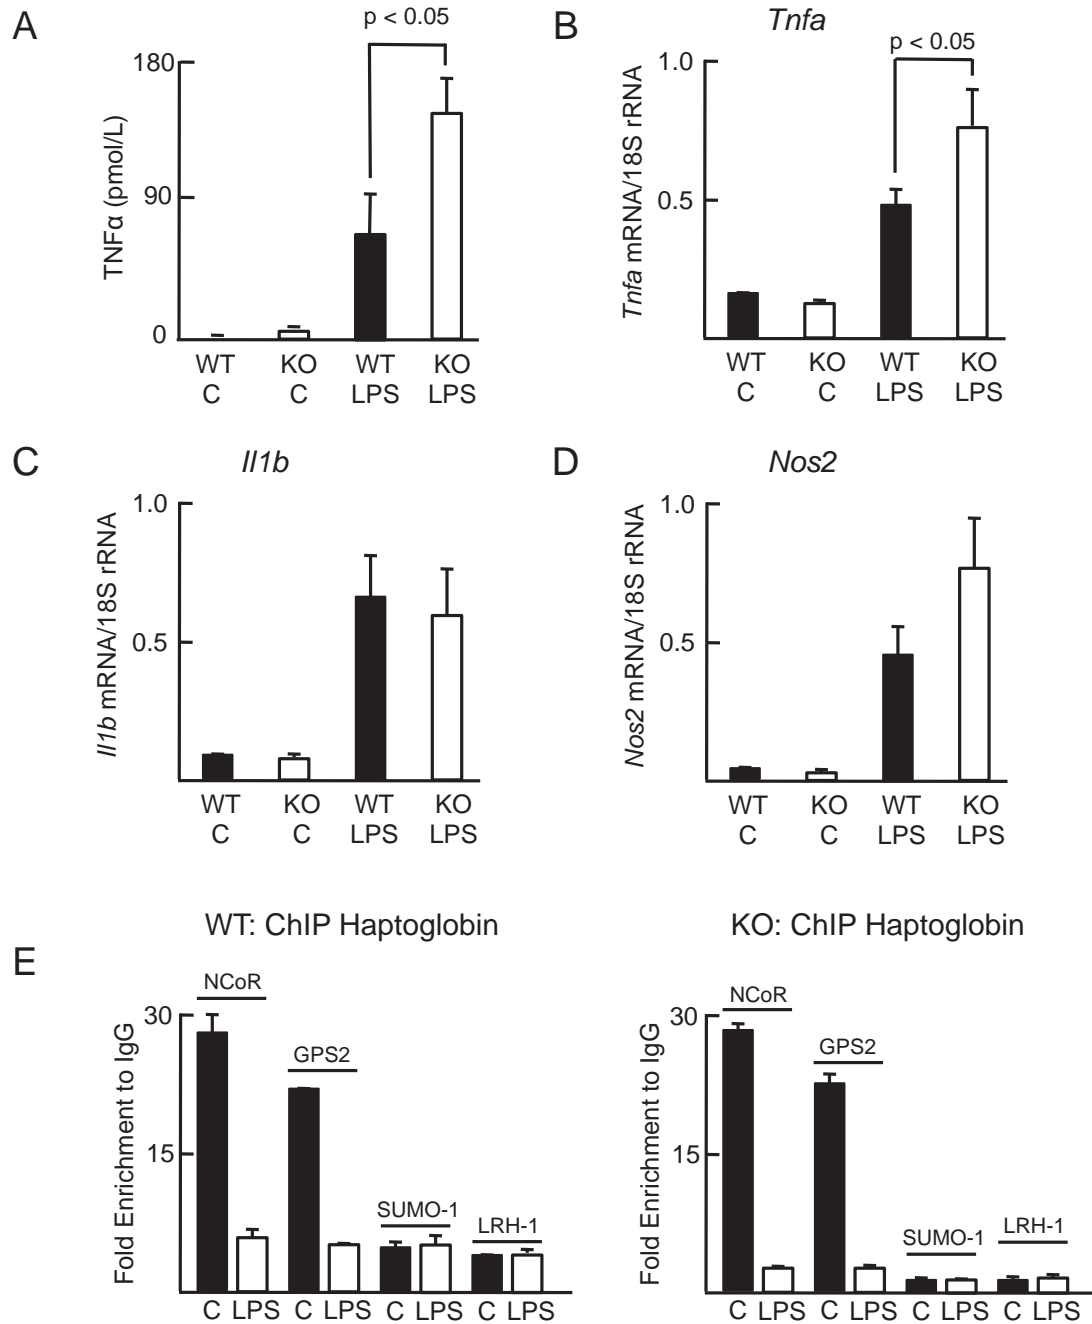 A
p < 0.05
180
90
0
TNFα (pmol/L)
WT KO WT KO
C C LPS LPS
B
Tnfa
p < 0.05
1.0
0.5
Tnfa mRNA/18S rRNA
WT KO WT KO
C C LPS LPS
C
Il1b
1.0
0.5
Il1b mRNA/18S rRNA
WT KO WT KO
C C LPS LPS
D
Nos2
1.0
0.5
Nos2 mRNA/18S rRNA
WT KO WT KO
C C LPS LPS
E
WT: ChIP Haptoglobin
NCoR
GPS2
SUMO-1
LRH-1
30
15
Fold Enrichment to IgG
C LPS C LPS C LPS C LPS
KO: ChIP Haptoglobin
NCoR
GPS2
SUMO-1
LRH-1
30
15
Fold Enrichment to IgG
C LPS C LPS C LPS C LPS